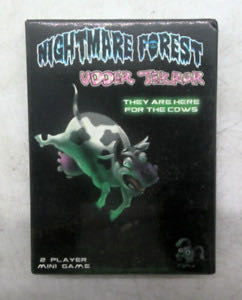 NIGHTMARE FOREST
UDDER TERROR
THEY ARE HERE
FOR THE COWS
2 PLAYER
MINI GAME